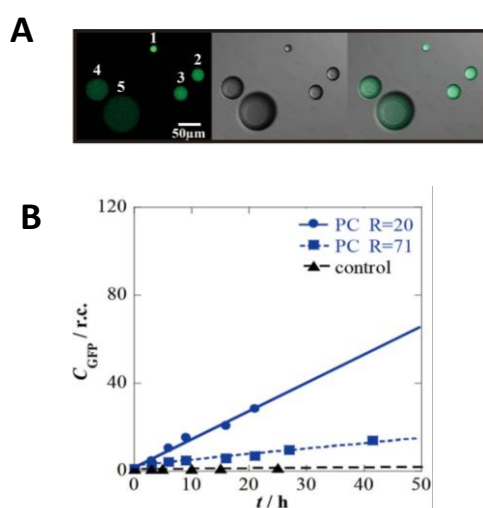 A
1
2
3
4
5
50μm
B
120
80
40
0
0
10
20
30
40
50
C_GFP / r.c.
t / h
PC R=20
PC R=71
control